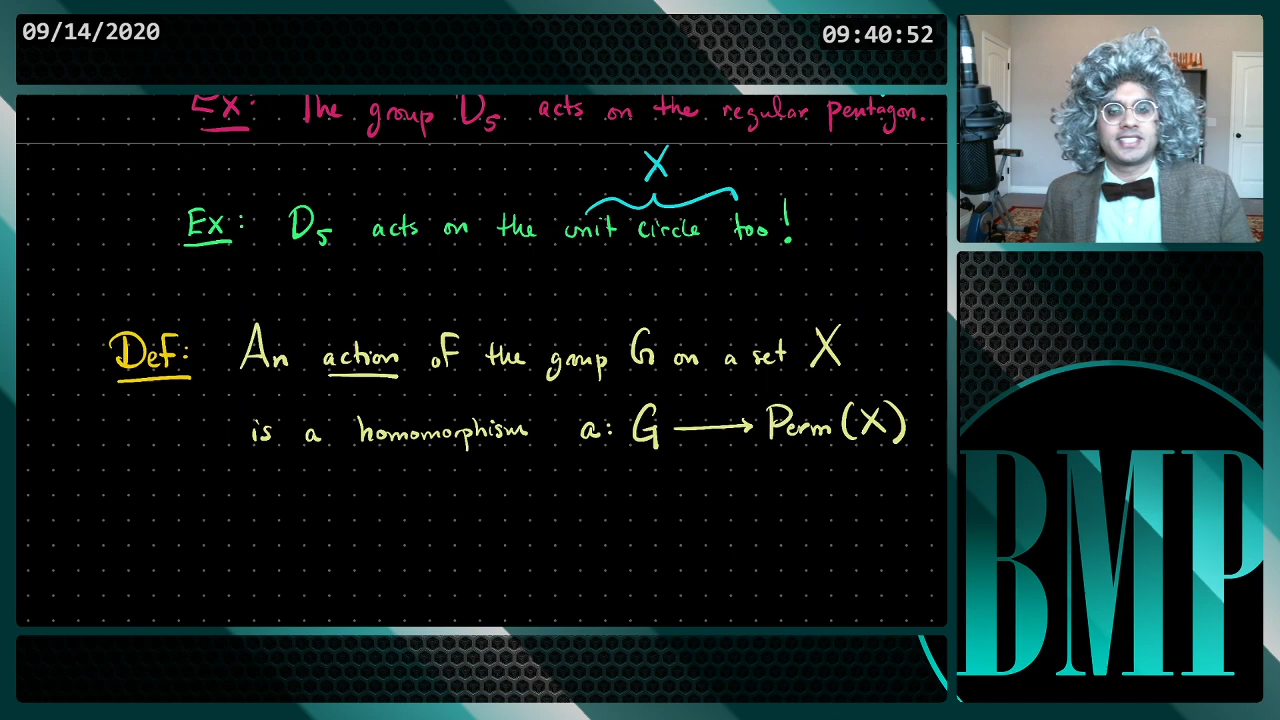 09/14/2020
09:40:52
Ex: The group D5 acts on the regular pentagon.
X
Ex: D5 acts on the unit circle too!
Def: An action of the group G on a set X
is a homomorphism a: G ⟶ Perm(X)
BMP